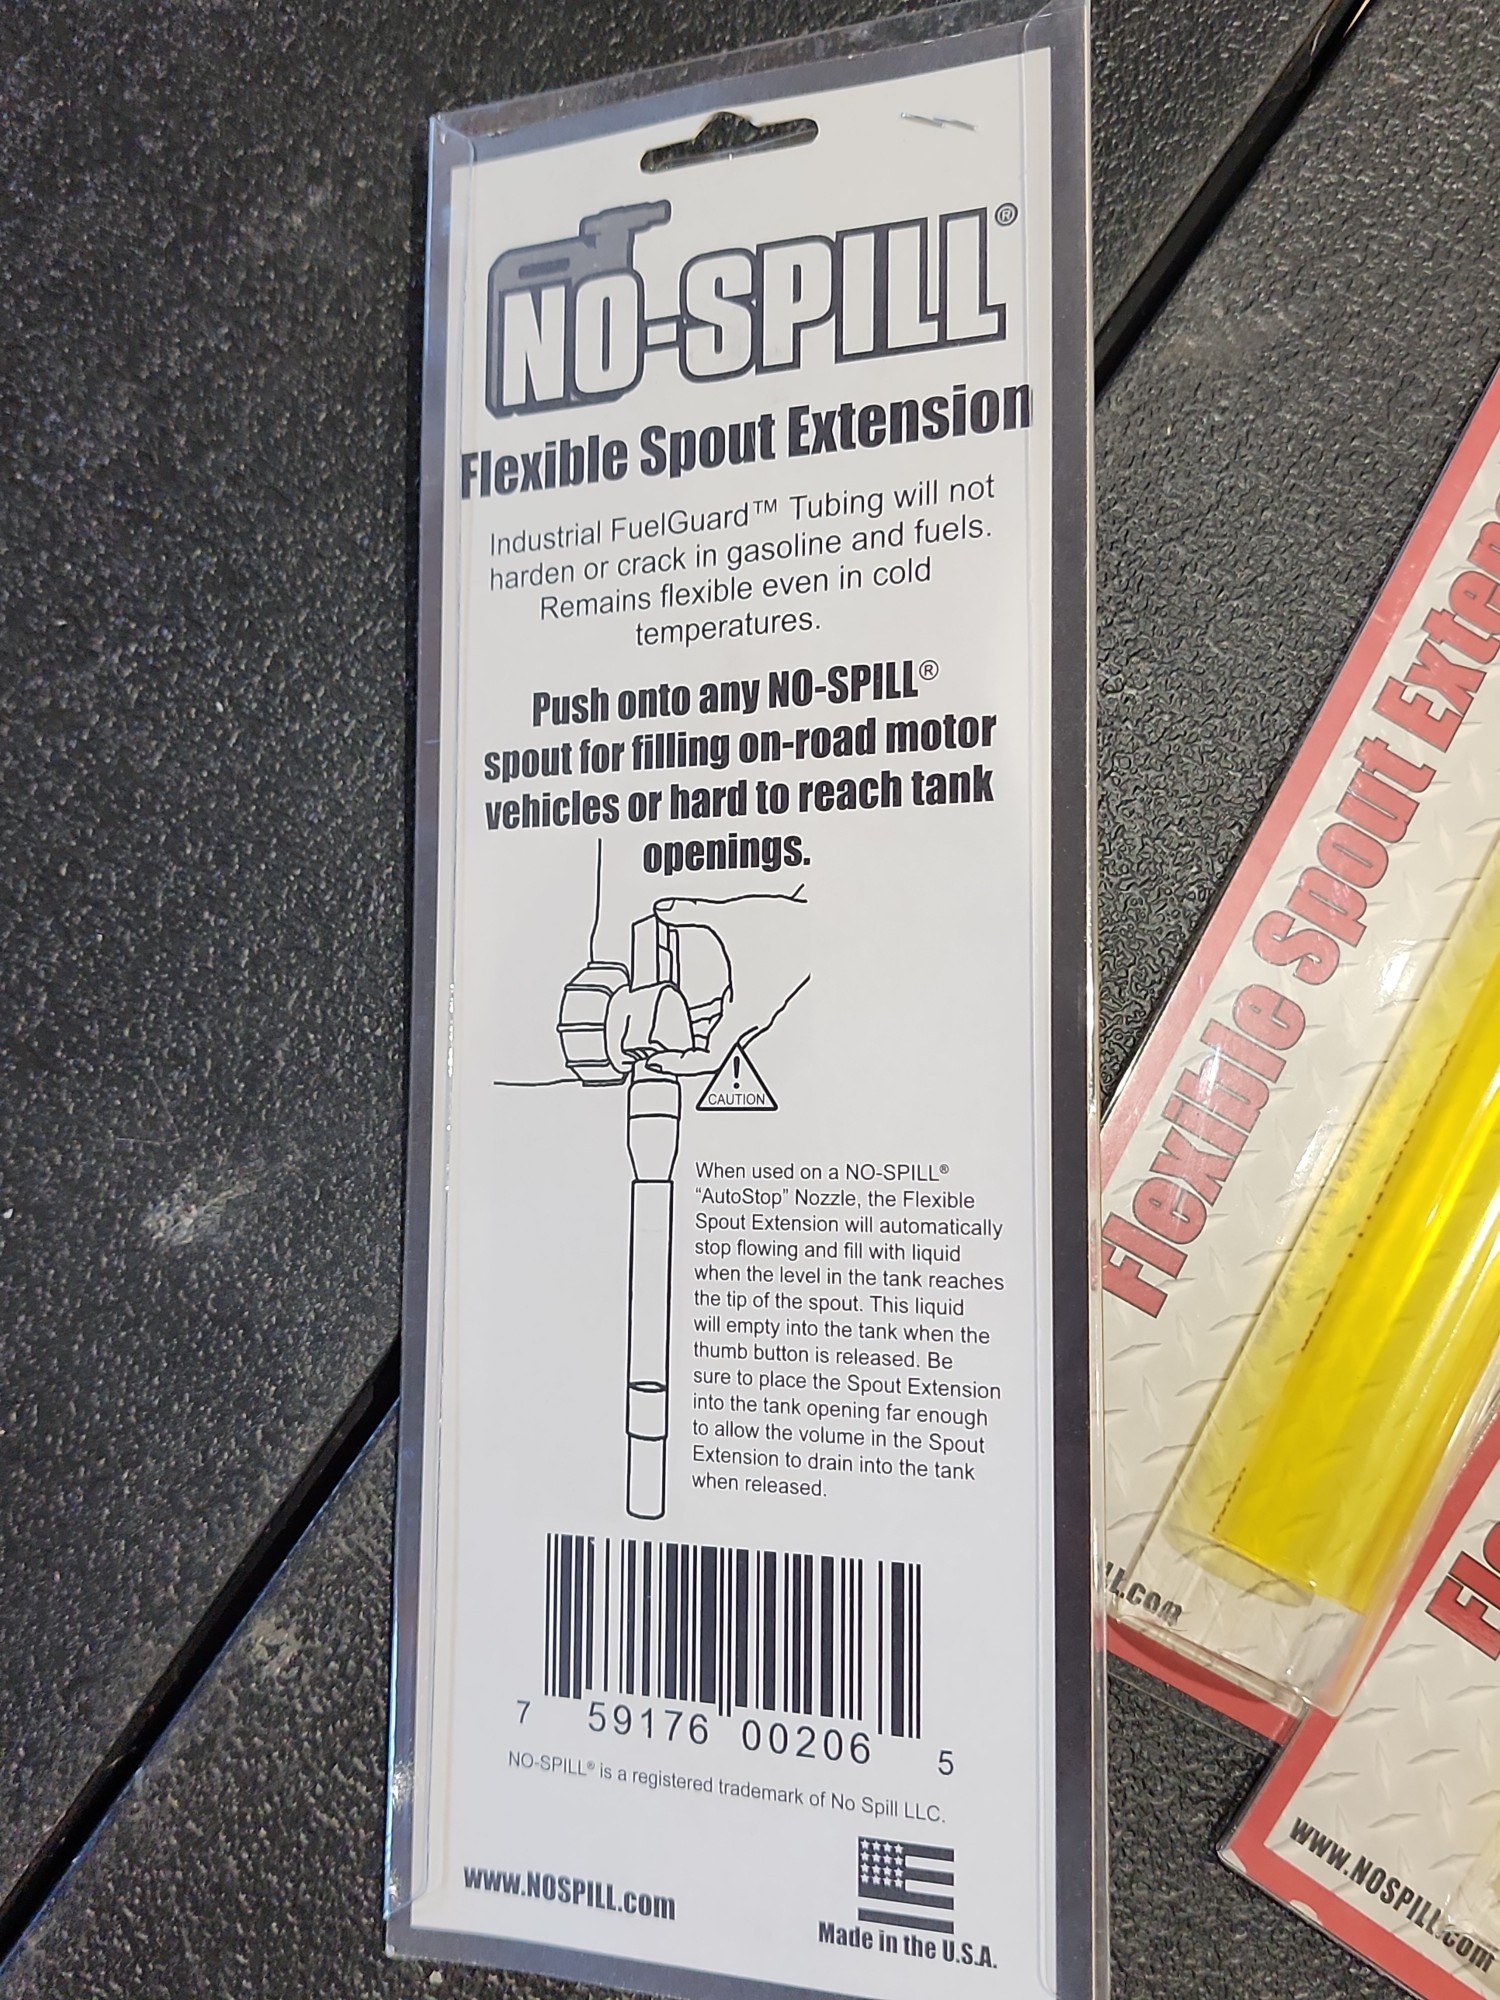 NO-SPILL®
Flexible Spout Extension
Industrial FuelGuard™ Tubing will not
harden or crack in gasoline and fuels.
Remains flexible even in cold
temperatures.
Push onto any NO-SPILL®
spout for filling on-road motor
vehicles or hard to reach tank
openings.
!
CAUTION
When used on a NO-SPILL®
“AutoStop” Nozzle, the Flexible
Spout Extension will automatically
stop flowing and fill with liquid
when the level in the tank reaches
the tip of the spout. This liquid
will empty into the tank when the
thumb button is released. Be
sure to place the Spout Extension
into the tank opening far enough
to allow the volume in the Spout
Extension to drain into the tank
when released.
7 59176 00206 5
NO-SPILL® is a registered trademark of No Spill LLC.
www.NOSPILL.com
Made in the U.S.A.
Flexible Spout Exten
LL.com
Fle
www.NOSPILL.com